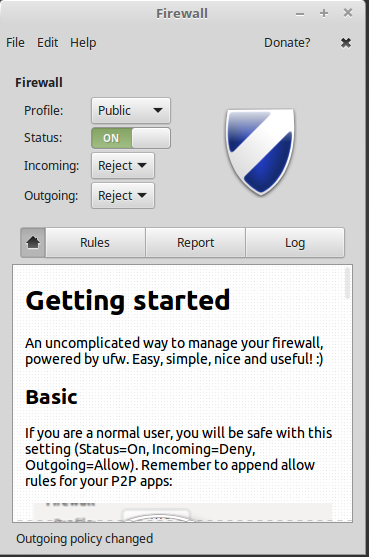 Firewall
File Edit Help Donate?
Firewall
Profile: Public
Status: ON
Incoming: Reject
Outgoing: Reject
Rules Report Log
Getting started
An uncomplicated way to manage your firewall,
powered by ufw. Easy, simple, nice and useful! :)
Basic
If you are a normal user, you will be safe with this
setting (Status=On, Incoming=Deny,
Outgoing=Allow). Remember to append allow
rules for your P2P apps:
Outgoing policy changed